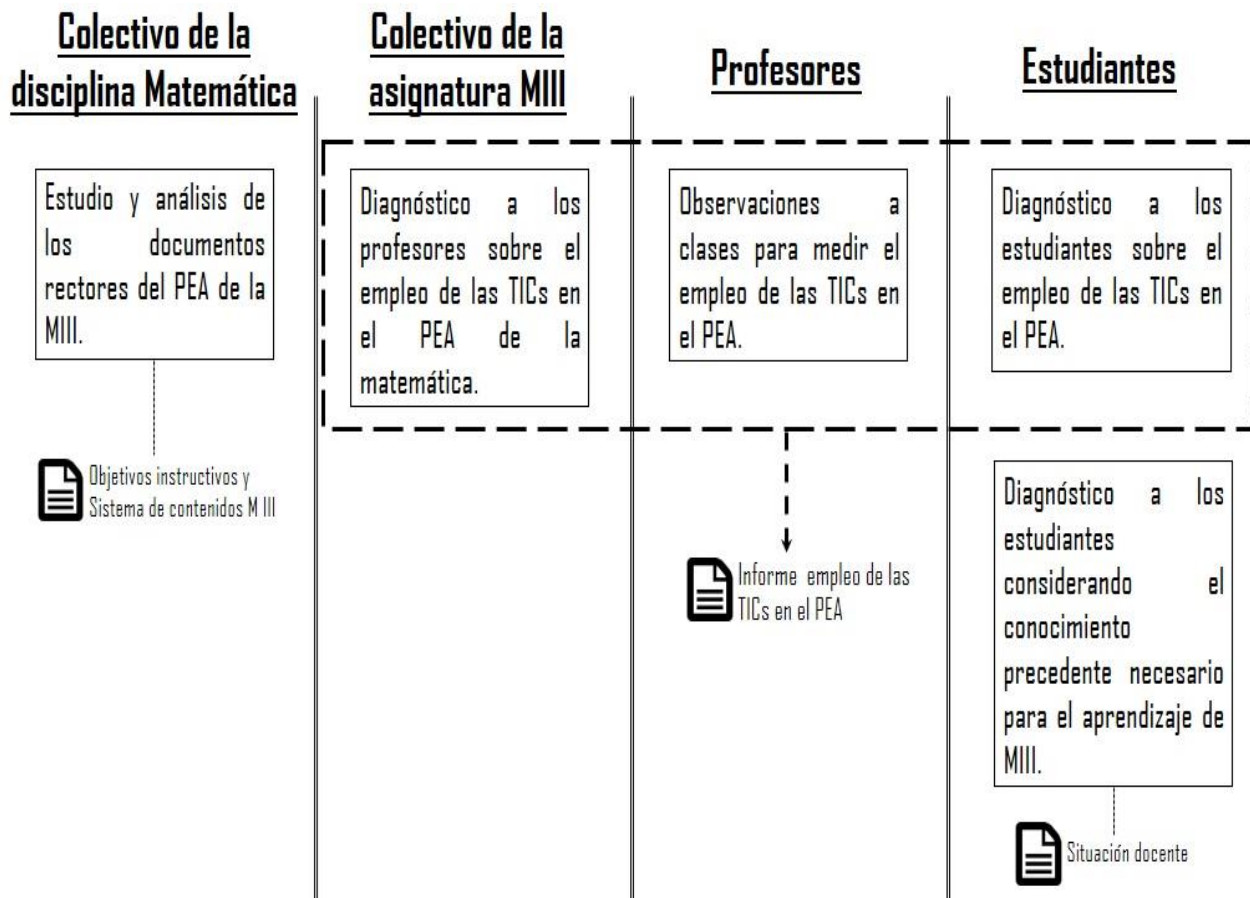 Colectivo de la
disciplina Matemática
Colectivo de la
asignatura MIII
Profesores
Estudiantes
Estudio y análisis de
los documentos
rectores del PEA de la
MIII.
Objetivos instructivos y
Sistema de contenidos M III
Diagnóstico a los
profesores sobre el
empleo de las TICs en
el PEA de la
matemática.
Observaciones a
clases para medir el
empleo de las TICs en
el PEA.
Informe empleo de las
TICs en el PEA
Diagnóstico a los
estudiantes sobre el
empleo de las TICs en
el PEA.
Diagnóstico a los
estudiantes
considerando el
conocimiento
precedente necesario
para el aprendizaje de
MIII.
Situación docente